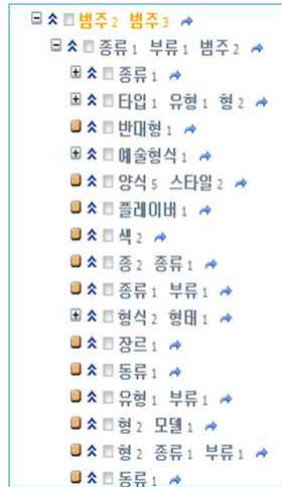 범주 2 범주 3
종류 1 부류 1 범주 2
종류 1
타입 1 유형 1 형 2
반대형 1
예술형식 1
양식 5 스타일 2
플레이버 1
색 2
종 2 종류 1
종류 1 부류 1
형식 2 형태 1
장르 1
동류 1
유형 1 부류 1
형 2 모델 1
형 2 종류 1 부류 1
동류 1